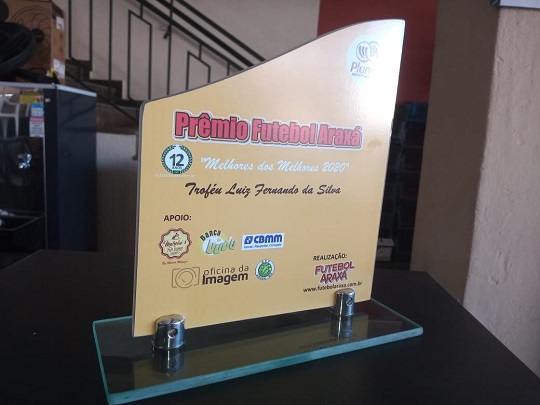 Prêmio Futebol Araxá
12
"Melhores dos Melhores 2020"
Troféu Luiz Fernando da Silva
APOIO:
CBMM
oficina da
Imagem
REALIZAÇÃO:
FUTEBOL
ARAXÁ
www.futebolaraxa.com.br